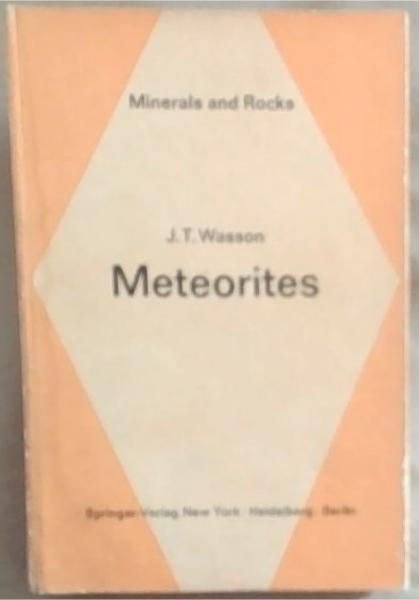 Minerals and Rocks
J.T. Wasson
Meteorites
Springer-Verlag New York · Heidelberg · Berlin